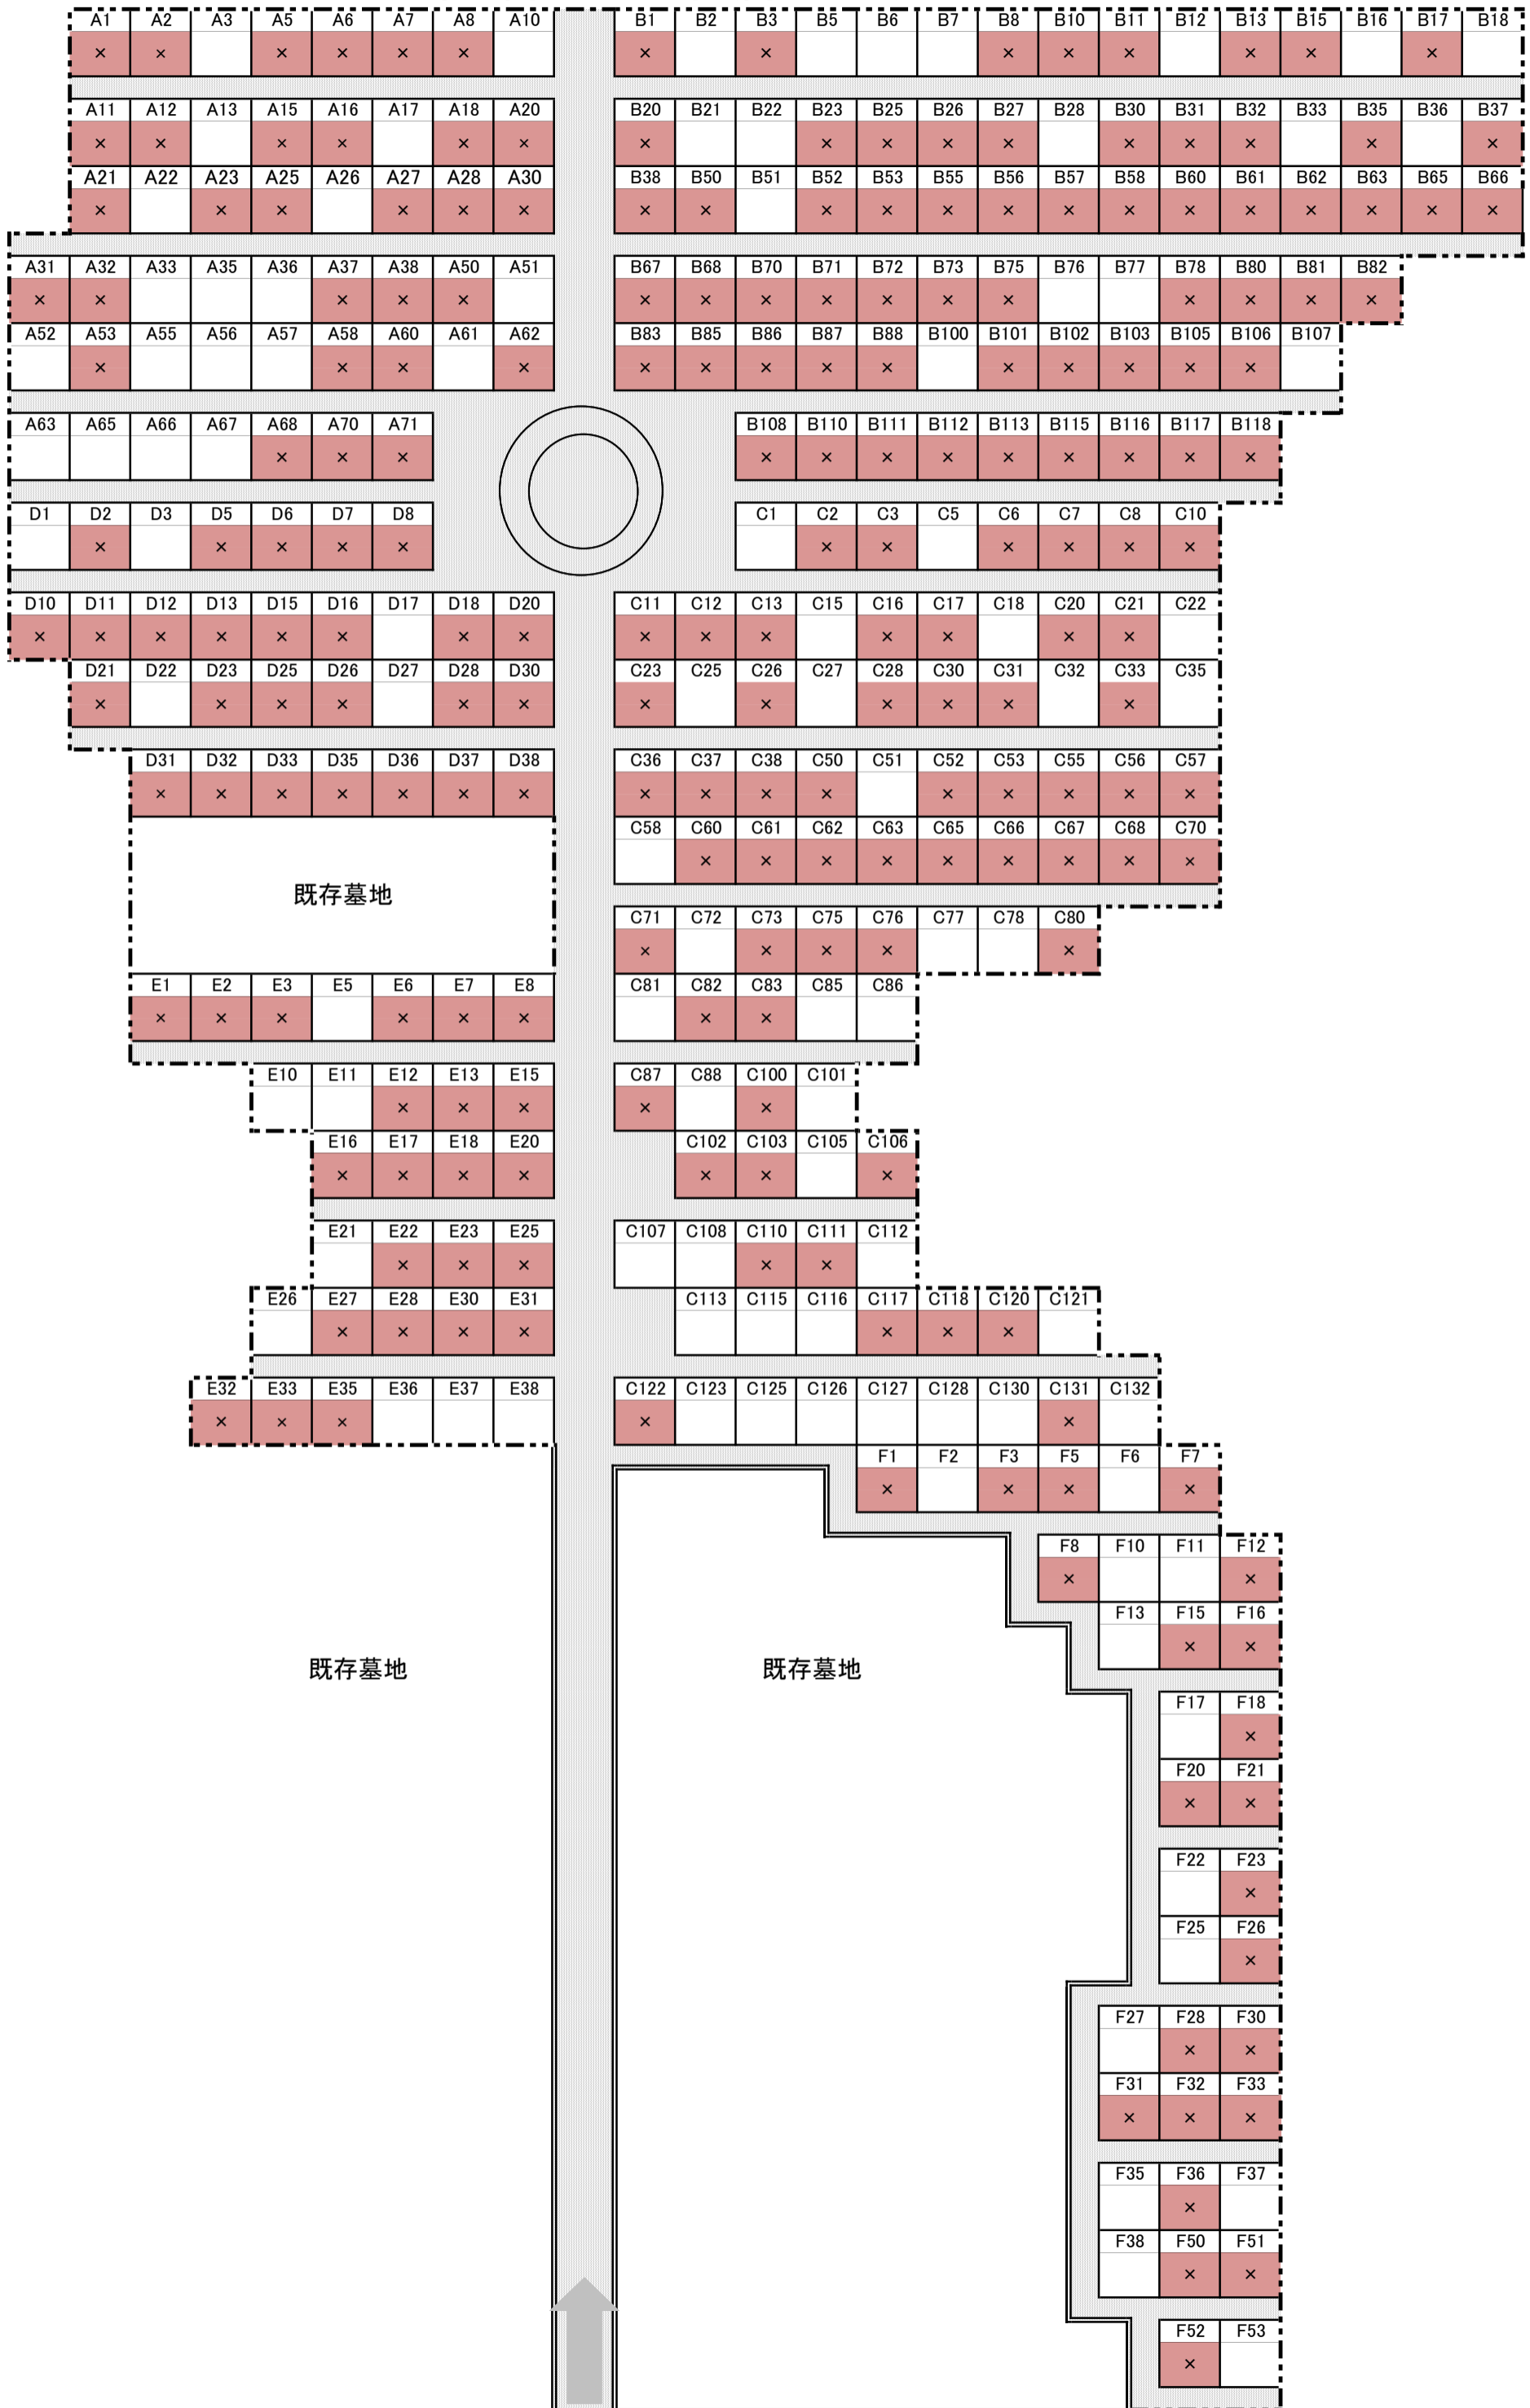 A1 A2 A3 A5 A6 A7 A8 A10 B1 B2 B3 B5 B6 B7 B8 B10 B11 B12 B13 B15 B16 B17 B18
× × × × × × × × × × × × × ×
A11 A12 A13 A15 A16 A17 A18 A20 B20 B21 B22 B23 B25 B26 B27 B28 B30 B31 B32 B33 B35 B36 B37
× × × × × × × × × × × × × × × ×
A21 A22 A23 A25 A26 A27 A28 A30 B38 B50 B51 B52 B53 B55 B56 B57 B58 B60 B61 B62 B63 B65 B66
× × × × × × × × × × × × × × × × × × × ×
A31 A32 A33 A35 A36 A37 A38 A50 A51 B67 B68 B70 B71 B72 B73 B75 B76 B77 B78 B80 B81 B82
× × × × × × × × × × × × × × × ×
A52 A53 A55 A56 A57 A58 A60 A61 A62 B83 B85 B86 B87 B88 B100 B101 B102 B103 B105 B106 B107
× × × × × × × × × × × × × ×
A63 A65 A66 A67 A68 A70 A71 B108 B110 B111 B112 B113 B115 B116 B117 B118
× × × × × × × × × × × ×
D1 D2 D3 D5 D6 D7 D8 C1 C2 C3 C5 C6 C7 C8 C10
× × × × × × × × × × ×
D10 D11 D12 D13 D15 D16 D17 D18 D20 C11 C12 C13 C15 C16 C17 C18 C20 C21 C22
× × × × × × × × × × × × × × ×
D21 D22 D23 D25 D26 D27 D28 D30 C23 C25 C26 C27 C28 C30 C31 C32 C33 C35
× × × × × × × × × × × ×
D31 D32 D33 D35 D36 D37 D38 C36 C37 C38 C50 C51 C52 C53 C55 C56 C57
× × × × × × × × × × × × × × × ×
C58 C60 C61 C62 C63 C65 C66 C67 C68 C70
× × × × × × × × ×
既存墓地
C71 C72 C73 C75 C76 C77 C78 C80
× × × × ×
E1 E2 E3 E5 E6 E7 E8 C81 C82 C83 C85 C86
× × × × × × × ×
E10 E11 E12 E13 E15 C87 C88 C100 C101
× × × × ×
E16 E17 E18 E20 C102 C103 C105 C106
× × × × × × ×
E21 E22 E23 E25 C107 C108 C110 C111 C112
× × × × ×
E26 E27 E28 E30 E31 C113 C115 C116 C117 C118 C120 C121
× × × × × × ×
E32 E33 E35 E36 E37 E38 C122 C123 C125 C126 C127 C128 C130 C131 C132
× × × × ×
F1 F2 F3 F5 F6 F7
× × × ×
F8 F10 F11 F12
× ×
F13 F15 F16
× ×
既存墓地 既存墓地
F17 F18
×
F20 F21
× ×
F22 F23
×
F25 F26
×
F27 F28 F30
× ×
F31 F32 F33
× × ×
F35 F36 F37
×
F38 F50 F51
× ×
F52 F53
×